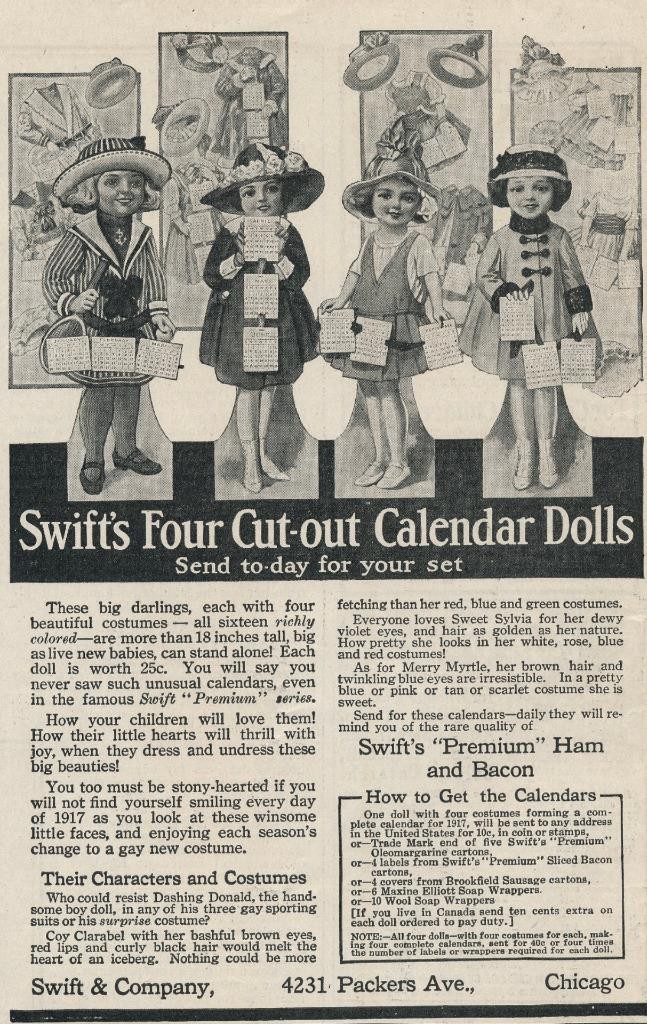 Swift's Four Cut-out Calendar Dolls
Send to-day for your set
These big darlings, each with four
beautiful costumes — all sixteen richly
colored—are more than 18 inches tall, big
as live new babies, can stand alone! Each
doll is worth 25c. You will say you
never saw such unusual calendars, even
in the famous Swift "Premium" series.
How your children will love them!
How their little hearts will thrill with
joy, when they dress and undress these
big beauties!
You too must be stony-hearted if you
will not find yourself smiling every day
of 1917 as you look at these winsome
little faces, and enjoying each season's
change to a gay new costume.
Their Characters and Costumes
Who could resist Dashing Donald, the hand-
some boy doll, in any of his three gay sporting
suits or his surprise costume?
Coy Clarabel with her bashful brown eyes,
red lips and curly black hair would melt the
heart of an iceberg. Nothing could be more
fetching than her red, blue and green costumes.
Everyone loves Sweet Sylvia for her dewy
violet eyes, and hair as golden as her nature.
How pretty she looks in her white, rose, blue
and red costumes!
As for Merry Myrtle, her brown hair and
twinkling blue eyes are irresistible. In a pretty
blue or pink or tan or scarlet costume she is
sweet.
Send for these calendars—daily they will re-
mind you of the rare quality of
Swift's "Premium" Ham
and Bacon
How to Get the Calendars
One doll with four costumes forming a com-
plete calendar for 1917, will be sent to any address
in the United States for 10c, in coin or stamps,
or—Trade Mark end of five Swift's "Premium"
Oleomargarine cartons,
or—4 labels from Swift's "Premium" Sliced Bacon
cartons,
or—4 covers from Brookfield Sausage cartons,
or—6 Maxine Elliott Soap Wrappers.
or—10 Wool Soap Wrappers
[If you live in Canada send ten cents extra on
each doll ordered to pay duty.]
NOTE:—All four dolls—with four costumes for each, mak-
ing four complete calendars, sent for 40c or four times
the number of labels or wrappers required for each doll.
Swift & Company, 4231 Packers Ave., Chicago